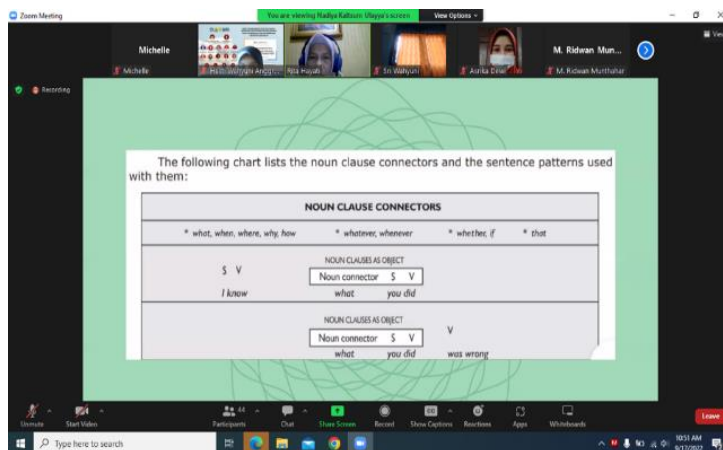 Zoom Meeting
You are viewing Nadiya Kaltsum Ulayya's screen
View Options
Michelle
M. Ridwan Mun...
Michelle
Rita Hayati
Sri Wahyuni
M. Ridwan Munthahar
Recording
The following chart lists the noun clause connectors and the sentence patterns used
with them:
NOUN CLAUSE CONNECTORS
* what, when, where, why, how * whatever, whenever * whether, if * that
NOUN CLAUSES AS OBJECT
S V
Noun connector S V
I know what you did
NOUN CLAUSES AS OBJECT
V
Noun connector S V
what you did was wrong
Unmute
Start Video
44
Participants
Chat
Share Screen
Record
Show Captions
Reactions
Apps
Whiteboards
Leave
Type here to search
10:51 AM
9/17/2022